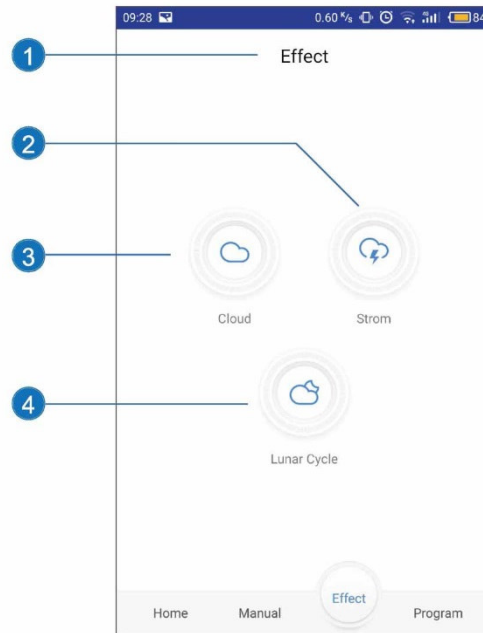 09:28 0.60 K/s 84
1 Effect
2
3
Cloud Strom
4
Lunar Cycle
Home Manual Effect Program